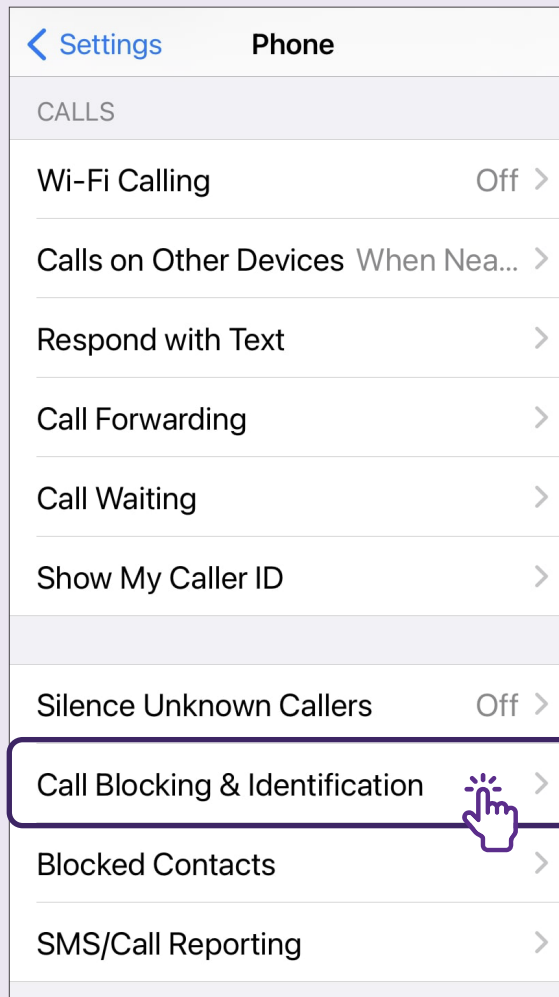 Settings Phone
CALLS
Wi-Fi Calling Off
Calls on Other Devices When Nea...
Respond with Text
Call Forwarding
Call Waiting
Show My Caller ID
Silence Unknown Callers Off
Call Blocking & Identification
Blocked Contacts
SMS/Call Reporting